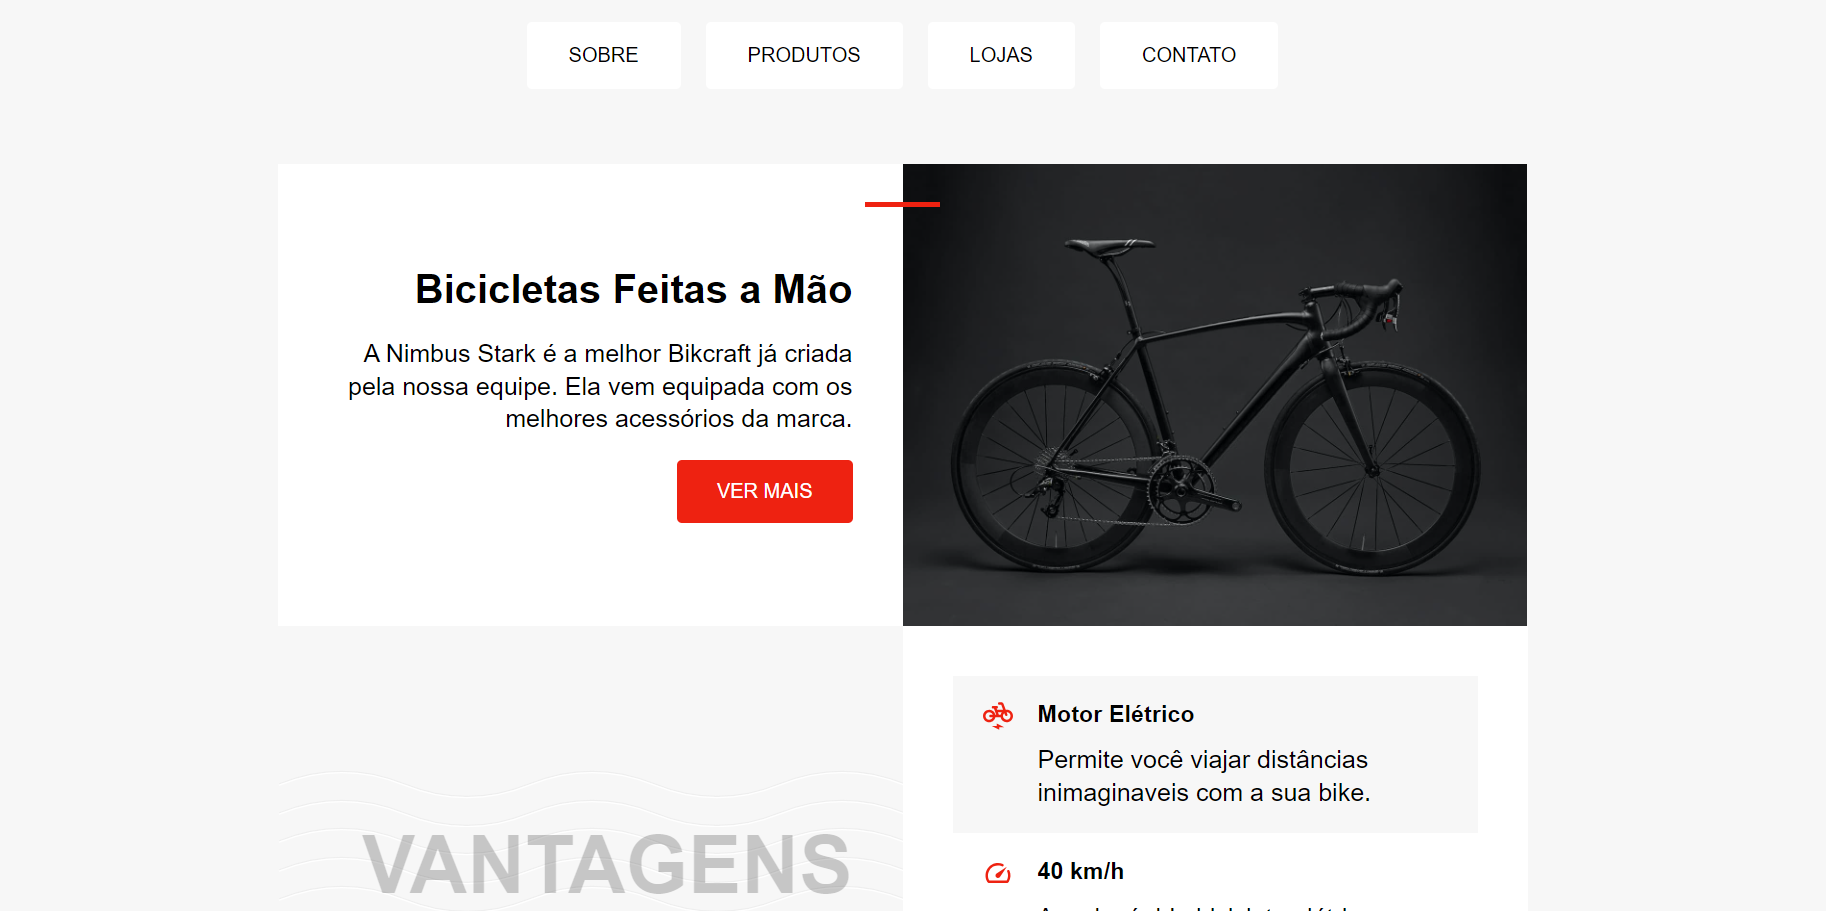 SOBRE
PRODUTOS
LOJAS
CONTATO
Bicicletas Feitas a Mão
A Nimbus Stark é a melhor Bikcraft já criada
pela nossa equipe. Ela vem equipada com os
melhores acessórios da marca.
VER MAIS
VANTAGENS
Motor Elétrico
Permite você viajar distâncias
inimaginaveis com a sua bike.
40 km/h